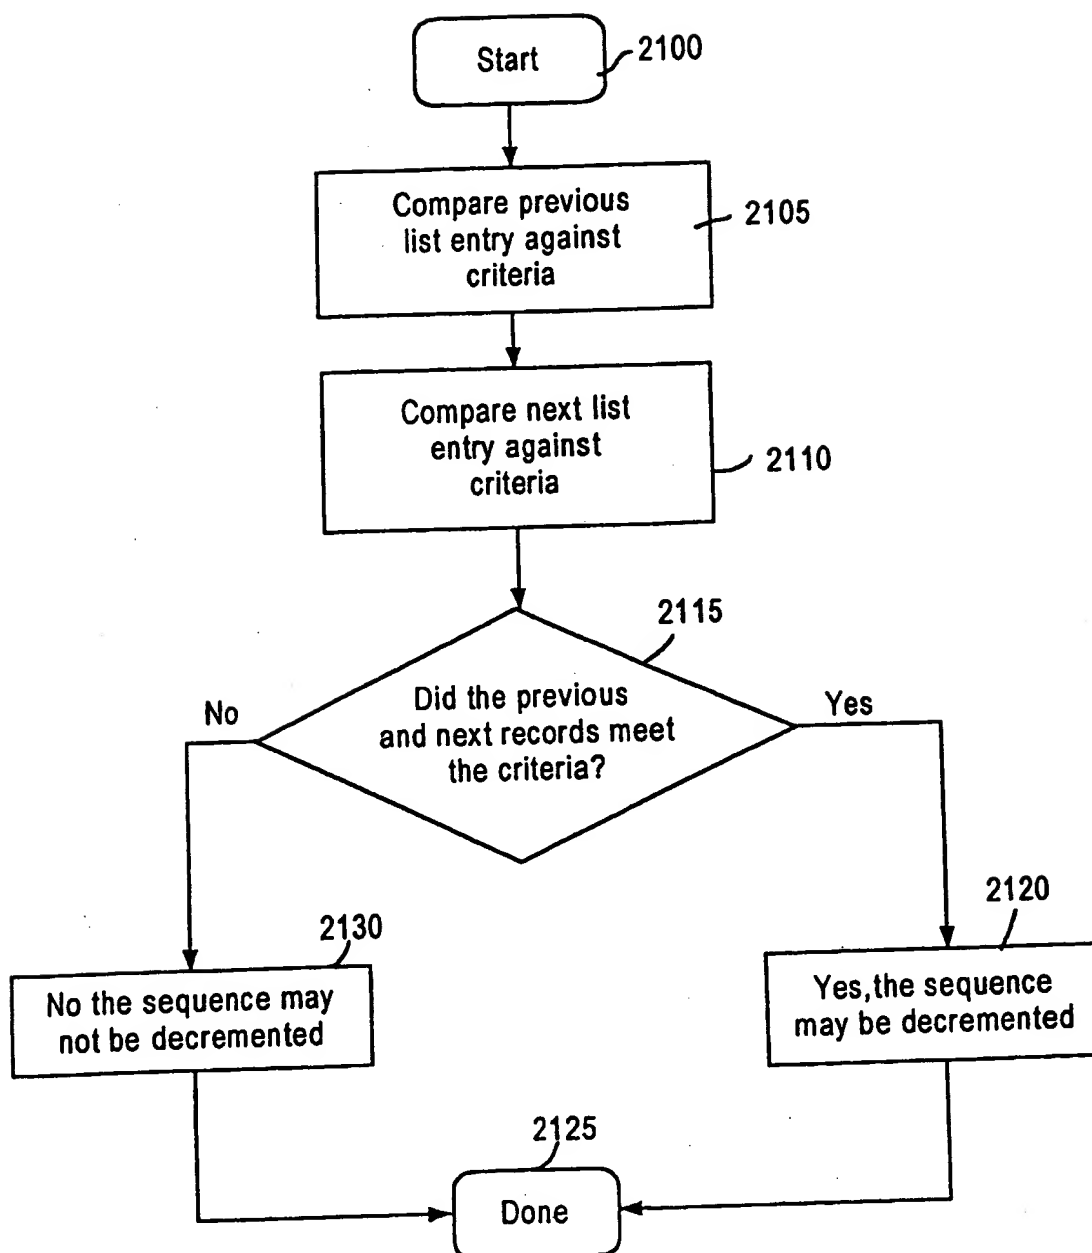 Start
2100
Compare previous
list entry against
criteria
2105
Compare next list
entry against
criteria
2110
2115
Did the previous
and next records meet
the criteria?
No
Yes
2130
No the sequence may
not be decremented
2120
Yes,the sequence
may be decremented
2125
Done